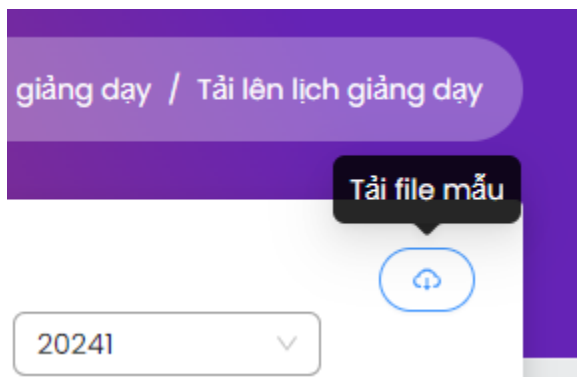 giảng dạy / Tải lên lịch giảng dạy
Tải file mẫu
20241